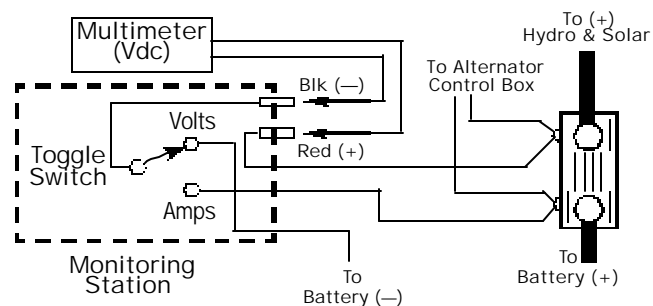 Multimeter
(Vdc)
To (+)
Hydro & Solar
To Alternator
Control Box
Blk (—)
Volts
Red (+)
Toggle
Switch
Amps
Monitoring
Station
To
Battery (—)
To
Battery (+)